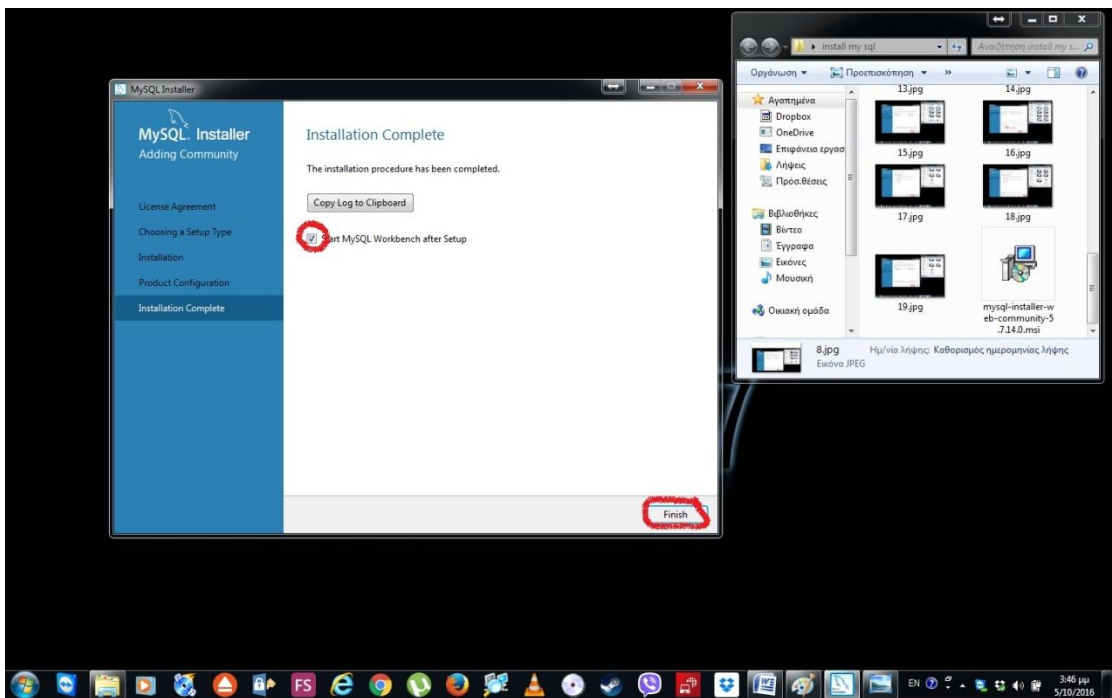 MySQL Installer
MySQL. Installer
Adding Community
License Agreement
Choosing a Setup Type
Installation
Product Configuration
Installation Complete
Installation Complete
The installation procedure has been completed.
Copy Log to Clipboard
Start MySQL Workbench after Setup
Finish
install my sql
Αναζήτηση install my s...
Οργάνωση
Προεπισκόπηση
»
Αγαπημένα
Dropbox
OneDrive
Επιφάνεια εργασ
Λήψεις
Πρόσ.θέσεις
Βιβλιοθήκες
Βίντεο
Έγγραφα
Εικόνες
Μουσική
Οικιακή ομάδα
13.jpg
14.jpg
15.jpg
16.jpg
17.jpg
18.jpg
19.jpg
mysql-installer-w
eb-community-5
.7.14.0.msi
8.jpg
Ημ/νία λήψης: Καθορισμός ημερομηνίας λήψης
Εικόνα JPEG
FS
EN
3:46 μμ
5/10/2016